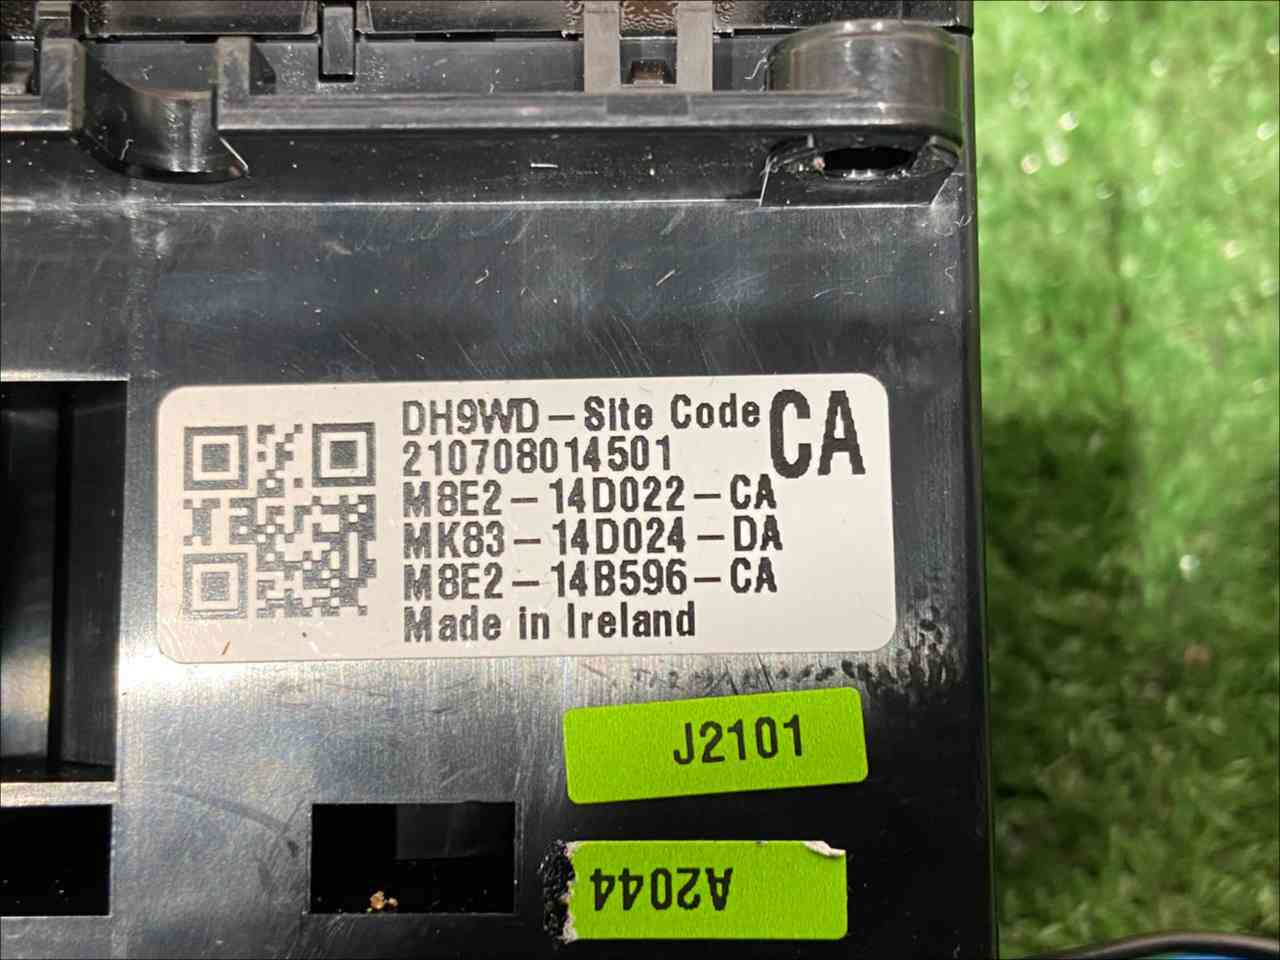 DH9WD-Site Code CA
210708014501
M8E2-14D022-CA
MK83-14D024-DA
M8E2-14B596-CA
Made in Ireland
J2101
A2044